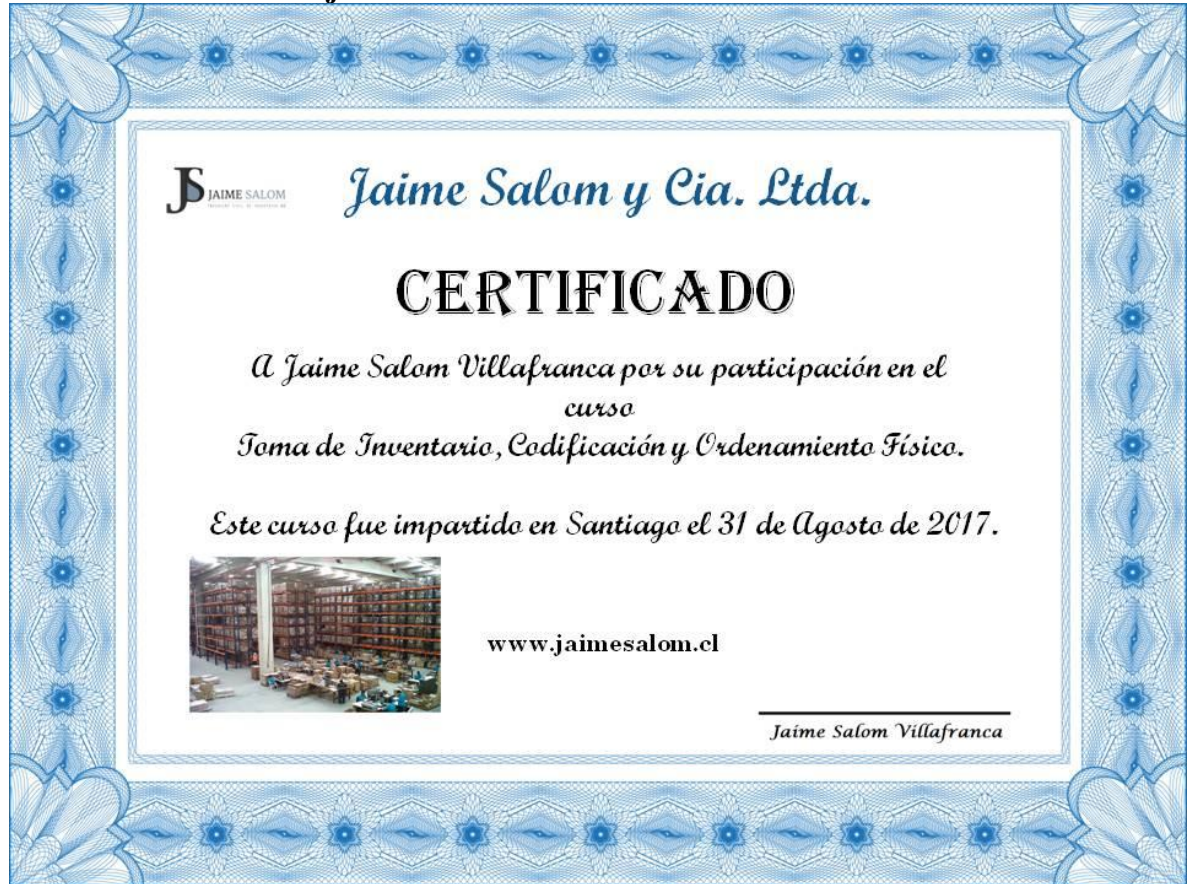 JS JAIME SALOM
Jaime Salom y Cia. Ltda.
CERTIFICADO
A Jaime Salom Villafranca por su participación en el
curso
Toma de Inventario, Codificación y Ordenamiento Físico.
Este curso fue impartido en Santiago el 31 de Agosto de 2017.
www.jaimesalom.cl
Jaime Salom Villafranca